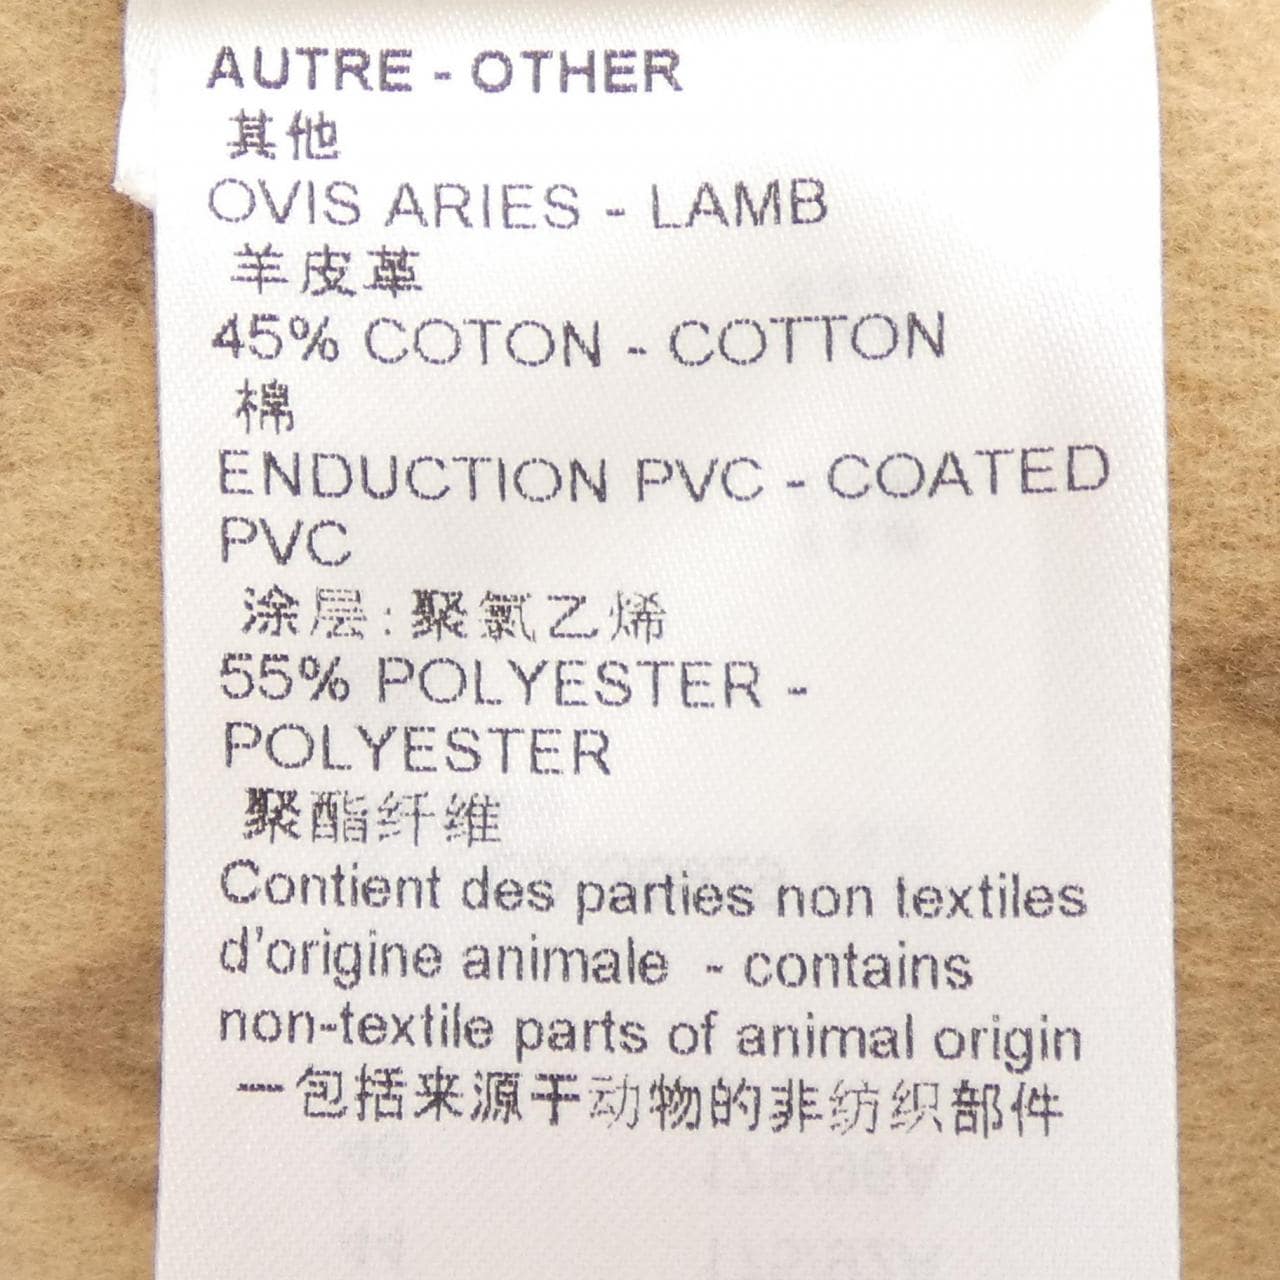 AUTRE - OTHER
其他
OVIS ARIES - LAMB
羊皮革
45% COTON - COTTON
棉
ENDUCTION PVC - COATED
PVC
涂层:聚氯乙烯
55% POLYESTER -
POLYESTER
聚酯纤维
Contient des parties non textiles
d'origine animale - contains
non-textile parts of animal origin
一包括来源于动物的非纺织部件